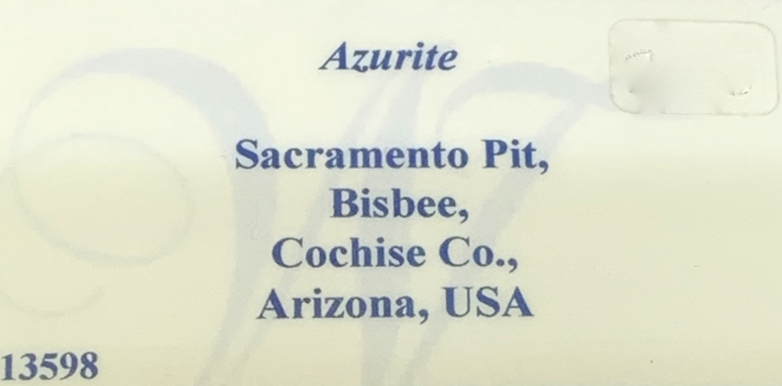 Azurite
Sacramento Pit,
Bisbee,
Cochise Co.,
Arizona, USA
13598